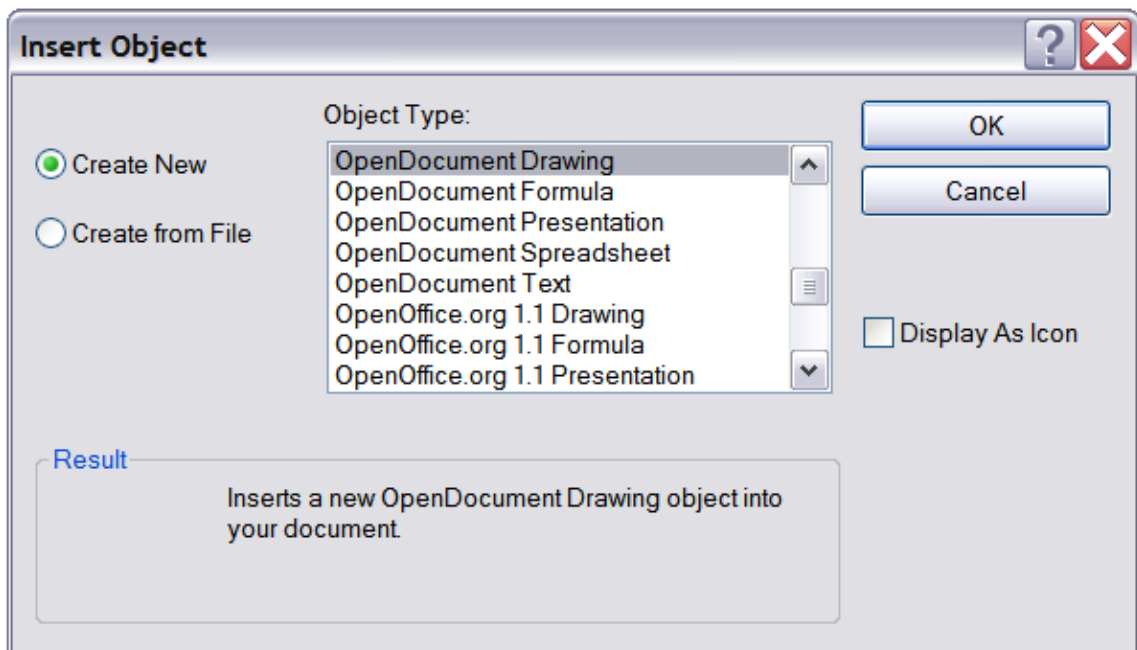 Insert Object
?
Object Type:
OK
Create New
OpenDocument Drawing
OpenDocument Formula
Cancel
OpenDocument Presentation
Create from File
OpenDocument Spreadsheet
OpenDocument Text
OpenOffice.org 1.1 Drawing
Display As Icon
OpenOffice.org 1.1 Formula
OpenOffice.org 1.1 Presentation
Result
Inserts a new OpenDocument Drawing object into
your document.